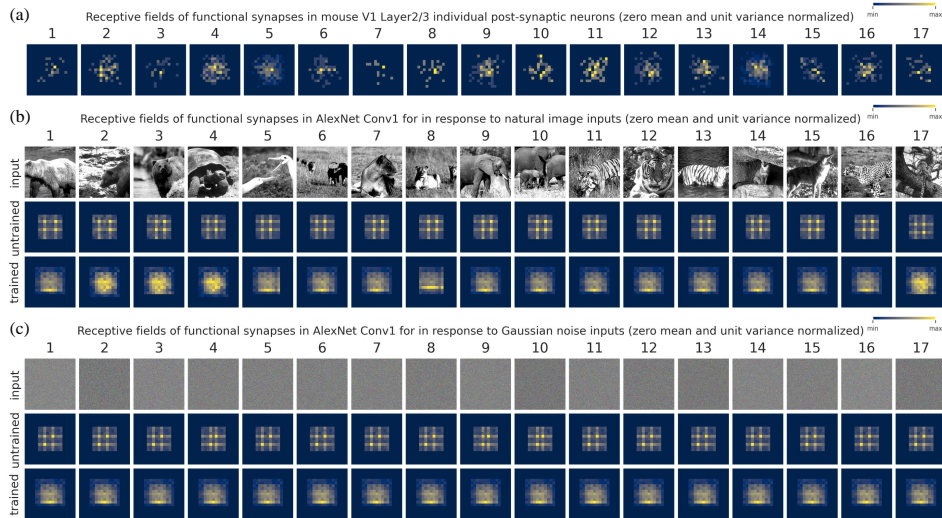 (a) Receptive fields of functional synapses in mouse V1 Layer2/3 individual post-synaptic neurons (zero mean and unit variance normalized)
min max
1 2 3 4 5 6 7 8 9 10 11 12 13 14 15 16 17
(b) Receptive fields of functional synapses in AlexNet Conv1 for in response to natural image inputs (zero mean and unit variance normalized)
min max
1 2 3 4 5 6 7 8 9 10 11 12 13 14 15 16 17
input
untrained
trained
(c) Receptive fields of functional synapses in AlexNet Conv1 for in response to Gaussian noise inputs (zero mean and unit variance normalized)
min max
1 2 3 4 5 6 7 8 9 10 11 12 13 14 15 16 17
input
untrained
trained